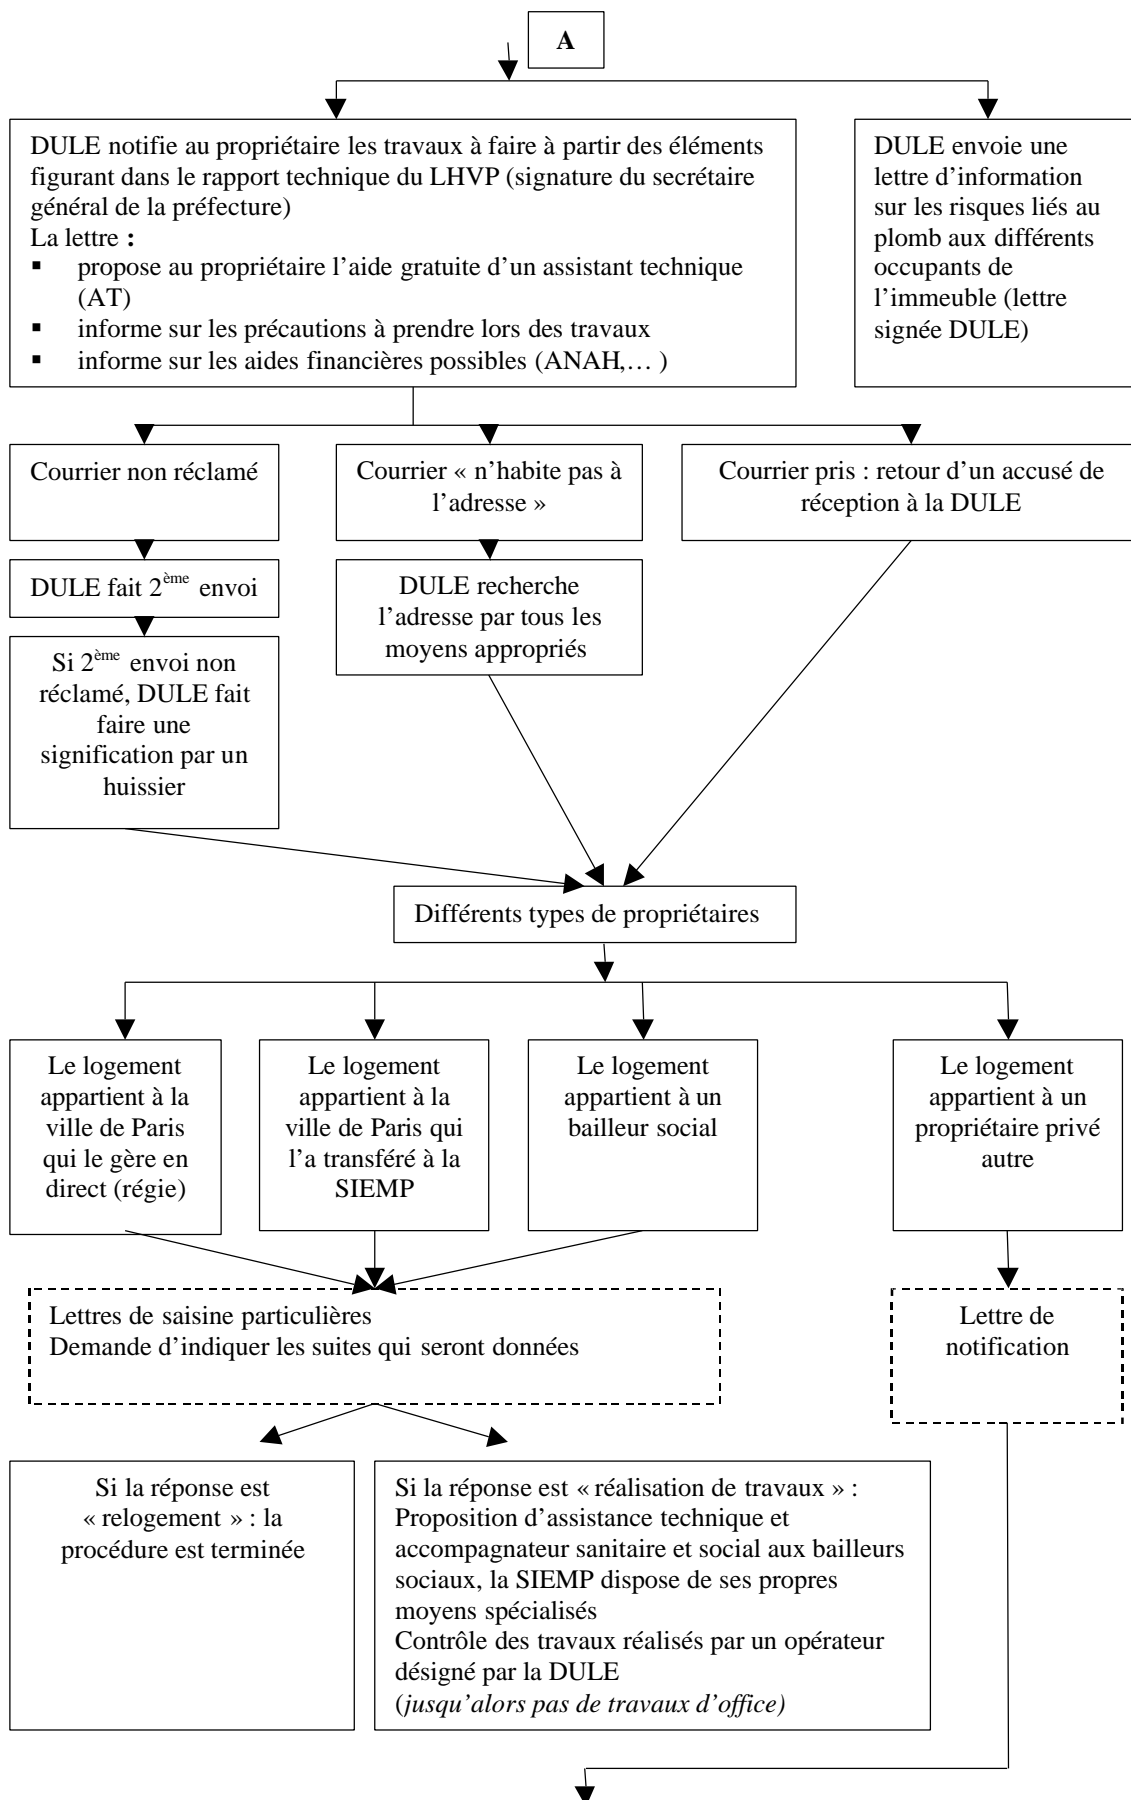 A
DULE notifie au propriétaire les travaux à faire à partir des éléments
figurant dans le rapport technique du LHVP (signature du secrétaire
général de la préfecture)
La lettre :
▪ propose au propriétaire l’aide gratuite d’un assistant technique
(AT)
▪ informe sur les précautions à prendre lors des travaux
▪ informe sur les aides financières possibles (ANAH,… )
DULE envoie une
lettre d’information
sur les risques liés au
plomb aux différents
occupants de
l’immeuble (lettre
signée DULE)
Courrier non réclamé
Courrier « n’habite pas à
l’adresse »
Courrier pris : retour d’un accusé de
réception à la DULE
DULE fait 2ème envoi
DULE recherche
l’adresse par tous les
moyens appropriés
Si 2ème envoi non
réclamé, DULE fait
faire une
signification par un
huissier
Différents types de propriétaires
Le logement
appartient à la
ville de Paris
qui le gère en
direct (régie)
Le logement
appartient à la
ville de Paris qui
l’a transféré à la
SIEMP
Le logement
appartient à un
bailleur social
Le logement
appartient à un
propriétaire privé
autre
Lettres de saisine particulières
Demande d’indiquer les suites qui seront données
Lettre de
notification
Si la réponse est
« relogement » : la
procédure est terminée
Si la réponse est « réalisation de travaux » :
Proposition d’assistance technique et
accompagnateur sanitaire et social aux bailleurs
sociaux, la SIEMP dispose de ses propres
moyens spécialisés
Contrôle des travaux réalisés par un opérateur
désigné par la DULE
(jusqu’alors pas de travaux d’office)